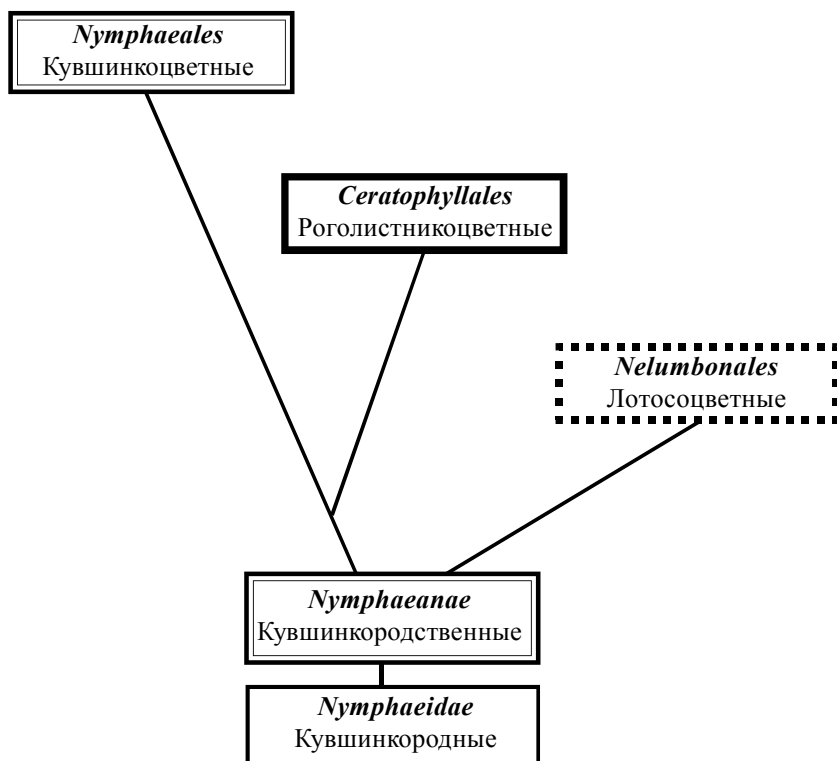 Nymphaeales
Кувшинкоцветные
Ceratophyllales
Роголистникоцветные
Nelumbonales
Лотосоцветные
Nymphaeanae
Кувшинкородственные
Nymphaeidae
Кувшинкородные